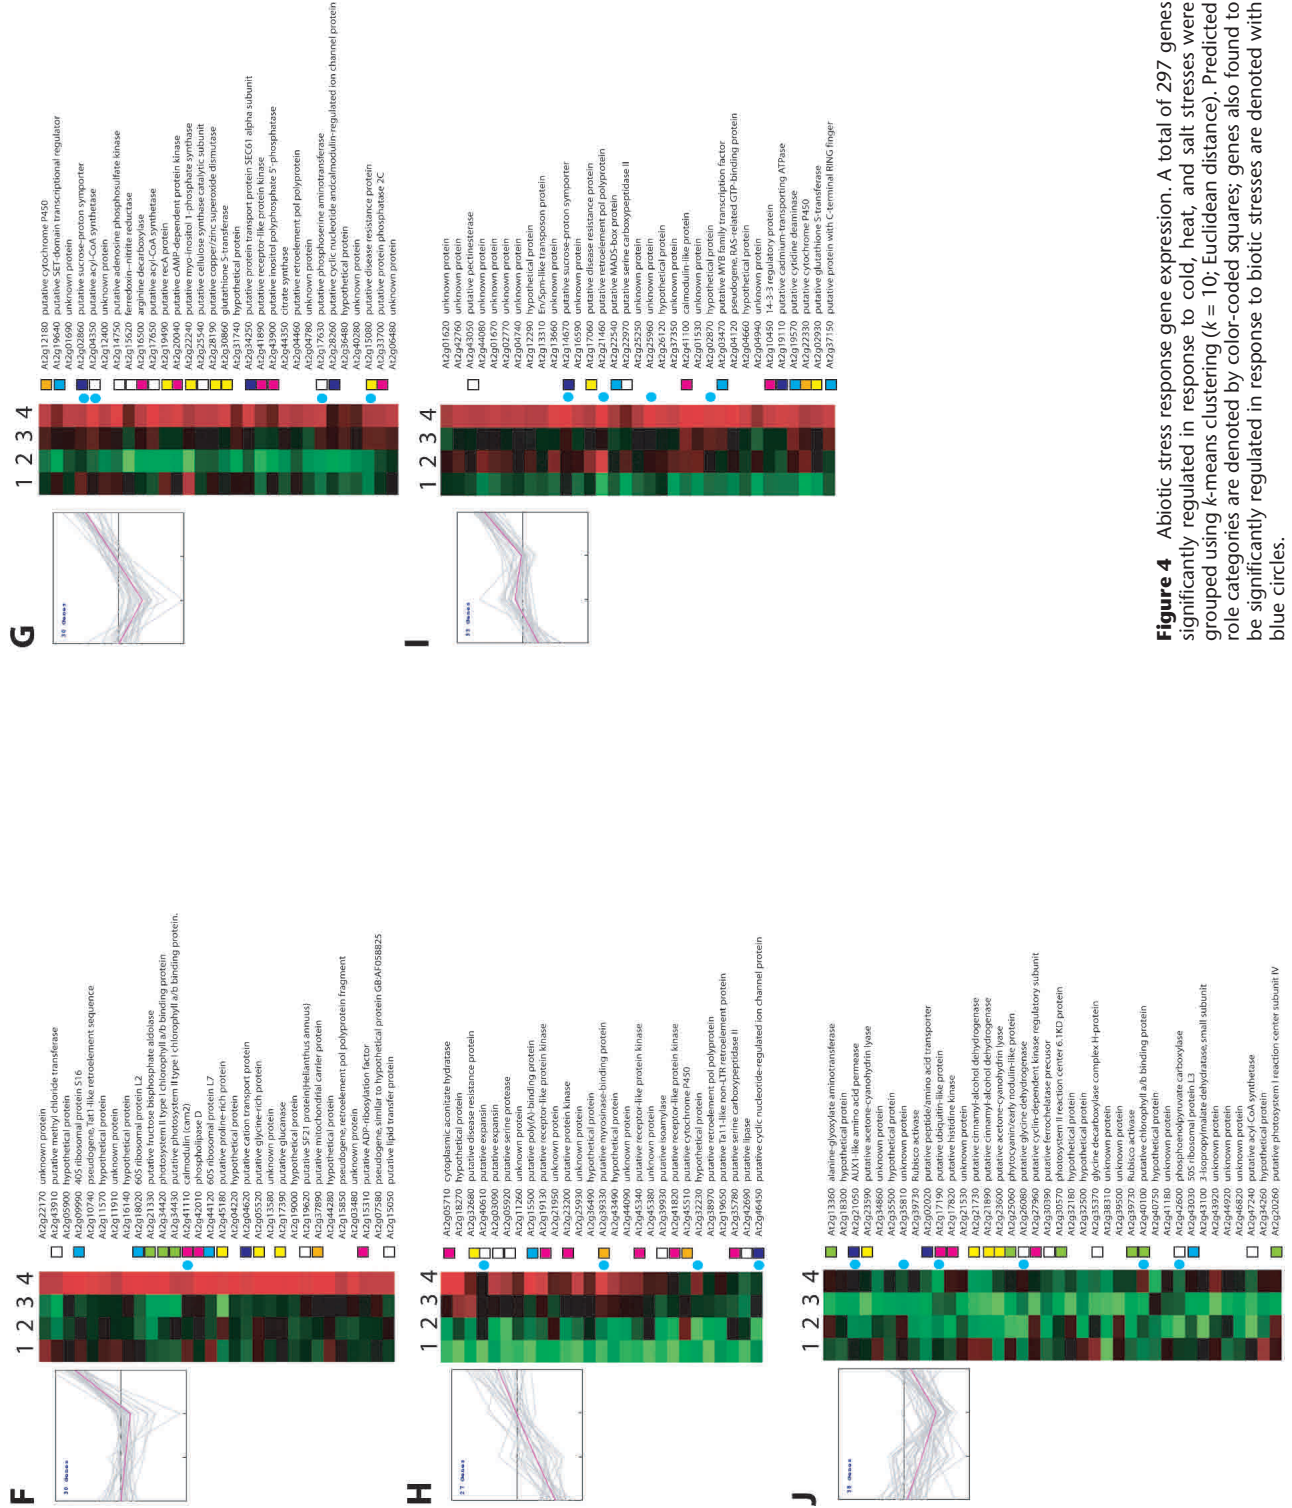 F
30 Genes
1 2 3 4
At2g22170 unknown protein
At2g43910 putative methyl chloride transferase
At2g05900 hypothetical protein
At2g09990 40S ribosomal protein S16
At2g10740 pseudogene, Tat1-like retroelement sequence
At2g11570 hypothetical protein
At2g11910 unknown protein
At2g16140 hypothetical protein
At2g18020 60S ribosomal protein L2
At2g21330 putative fructose bisphosphate aldolase
At2g34420 photosystem II type I chlorophyll a/b binding protein
At2g34430 putative photosystem II type I chlorophyll a/b binding protein.
At2g41110 calmodulin (cam2)
At2g42010 phospholipase D
At2g44120 60S ribosomal protein L7
At2g45180 putative proline-rich protein
At2g04220 hypothetical protein
At2g04620 putative cation transport protein
At2g05520 putative glycine-rich protein
At2g13580 unknown protein
At2g17390 putative glucanase
At2g19000 hypothetical protein
At2g19620 putative SF21 protein{Helianthus annuus}
At2g37890 putative mitochondrial carrier protein
At2g44280 hypothetical protein
At2g15850 pseudogene, retroelement pol polyprotein fragment
At2g03480 unknown protein
At2g15310 putative ADP-ribosylation factor
At2g07580 pseudogene, similar to hypothetical protein GB:AF058825
At2g15050 putative lipid transfer protein
G
30 Genes
1 2 3 4
At2g12180 putative cytochrome P450
At2g19640 putative SET-domain transcriptional regulator
At2g01690 unknown protein
At2g02860 putative sucrose-proton symporter
At2g04350 putative acyl-CoA synthetase
At2g12400 unknown protein
At2g14750 putative adenosine phosphosulfate kinase
At2g15620 ferredoxin--nitrite reductase
At2g16500 arginine decarboxylase
At2g17650 putative acyl-CoA synthetase
At2g19490 putative recA protein
At2g20040 putative cAMP-dependent protein kinase
At2g22240 putative myo-inositol 1-phosphate synthase
At2g25540 putative cellulose synthase catalytic subunit
At2g28190 putative copper/zinc superoxide dismutase
At2g30860 glutathione S-transferase
At2g31740 hypothetical protein
At2g34250 putative protein transport protein SEC61 alpha subunit
At2g41890 putative receptor-like protein kinase
At2g43900 putative inositol polyphosphate 5'-phosphatase
At2g44350 citrate synthase
At2g04460 putative retroelement pol polyprotein
At2g04780 unknown protein
At2g17630 putative phosphoserine aminotransferase
At2g28260 putative cyclic nucleotide andcalmodulin-regulated ion channel protein
At2g36480 hypothetical protein
At2g40280 unknown protein
At2g15080 putative disease resistance protein
At2g33700 putative protein phosphatase 2C
At2g06480 unknown protein
H
27 Genes
1 2 3 4
At2g05710 cytoplasmic aconitate hydratase
At2g18270 hypothetical protein
At2g32680 putative disease resistance protein
At2g40610 putative expansin
At2g03090 putative expansin
At2g05920 putative serine protease
At2g11260 unknown protein
At2g15500 putative poly(A)-binding protein
At2g19130 putative receptor-like protein kinase
At2g21950 unknown protein
At2g23200 putative protein kinase
At2g25930 unknown protein
At2g36490 hypothetical protein
At2g39330 putative myrosinase-binding protein
At2g43490 hypothetical protein
At2g44090 unknown protein
At2g45340 putative receptor-like protein kinase
At2g45380 unknown protein
At2g39930 putative isoamylase
At2g41820 putative receptor-like protein kinase
At2g45510 putative cytochrome P450
At2g32230 hypothetical protein
At2g38970 putative retroelement pol polyprotein
At2g19650 putative Ta11-like non-LTR retroelement protein
At2g35780 putative serine carboxypeptidase II
At2g42690 putative lipase
At2g46450 putative cyclic nucleotide-regulated ion channel protein
I
33 Genes
1 2 3 4
At2g01620 unknown protein
At2g42760 unknown protein
At2g43050 putative pectinesterase
At2g44080 unknown protein
At2g01970 unknown protein
At2g02770 unknown protein
At2g04740 unknown protein
At2g12290 hypothetical protein
At2g13310 En/Spm-like transposon protein
At2g13660 unknown protein
At2g14670 putative sucrose-proton symporter
At2g16590 unknown protein
At2g17060 putative disease resistance protein
At2g21460 putative retroelement pol polyprotein
At2g22540 putative MADS-box protein
At2g22970 putative serine carboxypeptidase II
At2g25250 unknown protein
At2g25960 unknown protein
At2g26120 hypothetical protein
At2g37350 unknown protein
At2g41100 calmodulin-like protein
At2g01530 unknown protein
At2g02870 hypothetical protein
At2g03470 putative MYB family transcription factor
At2g04120 pseudogene, RAS-related GTP-binding protein
At2g04660 hypothetical protein
At2g09940 unknown protein
At2g10450 14-3-3 regulatory protein
At2g19110 putative cadmium-transporting ATPase
At2g19570 putative cytidine deaminase
At2g22330 putative cytochrome P450
At2g02930 putative glutathione S-transferase
At2g37150 putative protein with C-terminal RING finger
J
38 Genes
1 2 3 4
At2g13360 alanine-glyoxylate aminotransferase
At2g18300 hypothetical protein
At2g21050 AUX1-like amino acid permease
At2g23590 putative acetone-cyanohydrin lyase
At2g34860 unknown protein
At2g35500 hypothetical protein
At2g35810 unknown protein
At2g39730 Rubisco activase
At2g02020 putative peptide/amino acid transporter
At2g17190 putative ubiquitin-like protein
At2g17820 putative histidine kinase
At2g21530 unknown protein
At2g21730 putative cinnamyl-alcohol dehydrogenase
At2g21890 putative cinnamyl-alcohol dehydrogenase
At2g23600 putative acetone-cyanohydrin lyase
At2g25060 phytocyanin/early nodulin-like protein
At2g26080 putative glycine dehydrogenase
At2g27960 putative cyclin-dependent kinase regulatory subunit
At2g30390 putative ferrochelatase precusor
At2g30570 photosystem II reaction center 6.1KD protein
At2g32180 hypothetical protein
At2g32500 hypothetical protein
At2g35370 glycine decarboxylase complex H-protein
At2g38310 unknown protein
At2g39500 unknown protein
At2g39730 Rubisco activase
At2g40100 putative chlorophyll a/b binding protein
At2g40750 hypothetical protein
At2g41180 unknown protein
At2g42600 phosphoenolpyruvate carboxylase
At2g43030 50S ribosomal protein L3
At2g43100 3-isopropylmalate dehydratase, small subunit
At2g43920 unknown protein
At2g44920 unknown protein
At2g46820 unknown protein
At2g47240 putative acyl-CoA synthetase
At2g34260 hypothetical protein
At2g20260 putative photosystem I reaction center subunit IV
Figure 4 Abiotic stress response gene expression. A total of 297 genes
significantly regulated in response to cold, heat, and salt stresses were
grouped using k-means clustering (k = 10; Euclidean distance). Predicted
role categories are denoted by color-coded squares; genes also found to
be significantly regulated in response to biotic stresses are denoted with
blue circles.